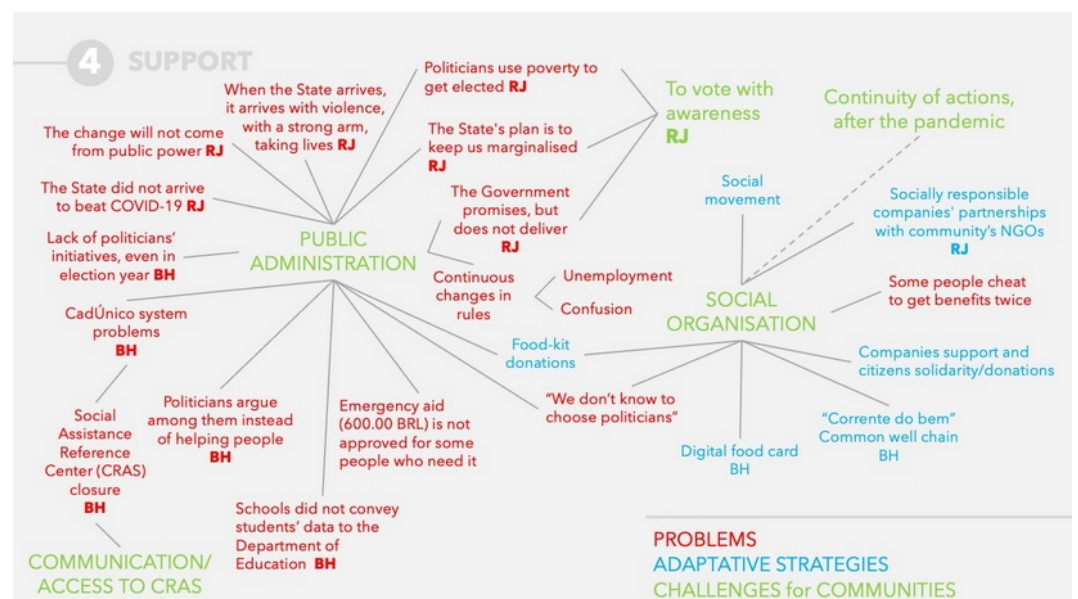 4 SUPPORT
The change will not come
from public power RJ
When the State arrives,
it arrives with violence,
with a strong arm,
taking lives RJ
Politicians use poverty to
get elected RJ
The State's plan is to
keep us marginalised
RJ
The Government
promises, but
does not deliver
RJ
To vote with
awareness
RJ
Continuity of actions,
after the pandemic
The State did not arrive
to beat COVID-19 RJ
Lack of politicians'
initiatives, even in
election year BH
PUBLIC
ADMINISTRATION
Continuous
changes in
rules
Unemployment
Confusion
Social
movement
Socially responsible
companies' partnerships
with community's NGOs
RJ
Some people cheat
to get benefits twice
SOCIAL
ORGANISATION
CadÚnico system
problems
BH
Food-kit
donations
Companies support and
citizens solidarity/donations
Social
Assistance
Reference
Center (CRAS)
closure
BH
Politicians argue
among them instead
of helping people
BH
Emergency aid
(600.00 BRL) is not
approved for some
people who need it
"We don't know to
choose politicians"
Digital food card
BH
"Corrente do bem"
Common well chain
BH
Schools did not convey
students' data to the
Department of
Education BH
COMMUNICATION/
ACCESS TO CRAS
PROBLEMS
ADAPTATIVE STRATEGIES
CHALLENGES for COMMUNITIES